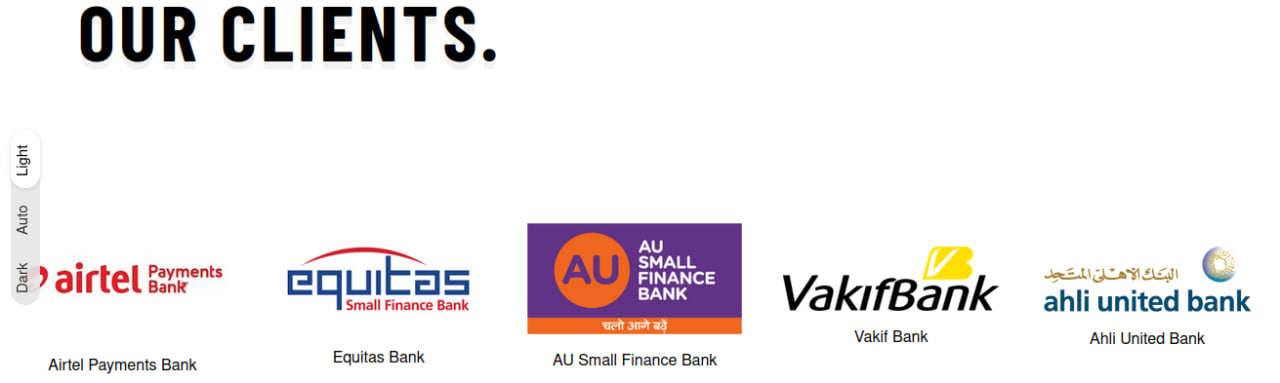 OUR CLIENTS.
Light
Auto
Dark
airtel Payments Bank
equitas
Small Finance Bank
AU
AU SMALL FINANCE BANK
चलो आगे बढ़ें
VakıfBank
البنك الاهلي المتحد
ahli united bank
Airtel Payments Bank
Equitas Bank
AU Small Finance Bank
Vakif Bank
Ahli United Bank